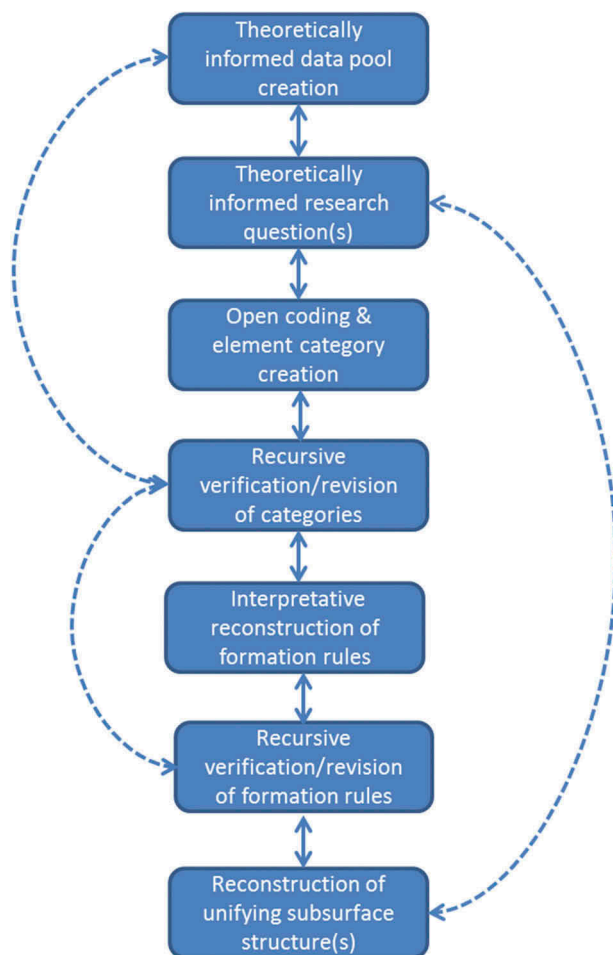 Theoretically
informed data pool
creation
Theoretically
informed research
question(s)
Open coding &
element category
creation
Recursive
verification/revision
of categories
Interpretative
reconstruction of
formation rules
Recursive
verification/revision
of formation rules
Reconstruction of
unifying subsurface
structure(s)